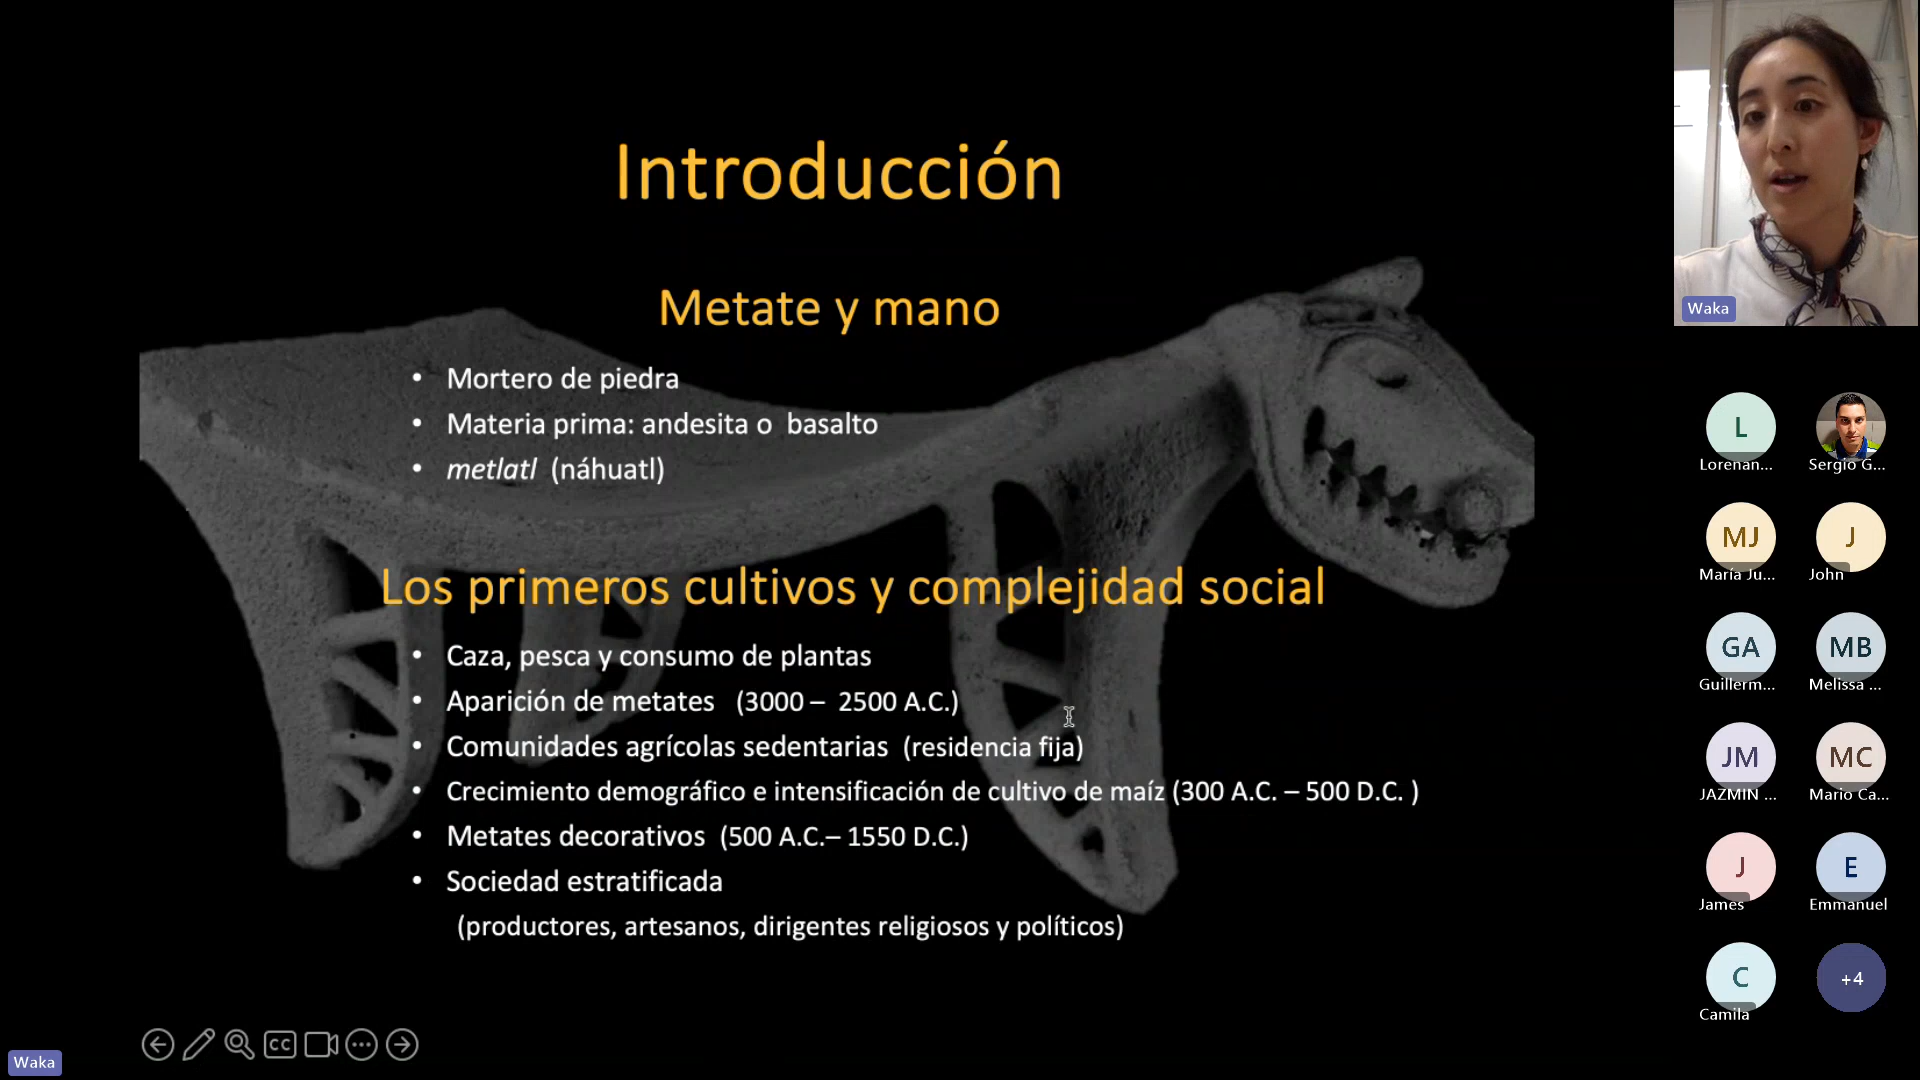 Introducción
Metate y mano
• Mortero de piedra
• Materia prima: andesita o basalto
• metlatl (náhuatl)
Los primeros cultivos y complejidad social
• Caza, pesca y consumo de plantas
• Aparición de metates (3000 – 2500 A.C.)
• Comunidades agrícolas sedentarias (residencia fija)
• Crecimiento demográfico e intensificación de cultivo de maíz (300 A.C. – 500 D.C. )
• Metates decorativos (500 A.C.– 1550 D.C.)
• Sociedad estratificada
(productores, artesanos, dirigentes religiosos y políticos)
CC
Waka
Waka
L
Lorenan...
Sergio G...
MJ
María Ju...
J
John
GA
Guillerm...
MB
Melissa ...
JM
JAZMIN ...
MC
Mario Ca...
J
James
E
Emmanuel
C
Camila
+4